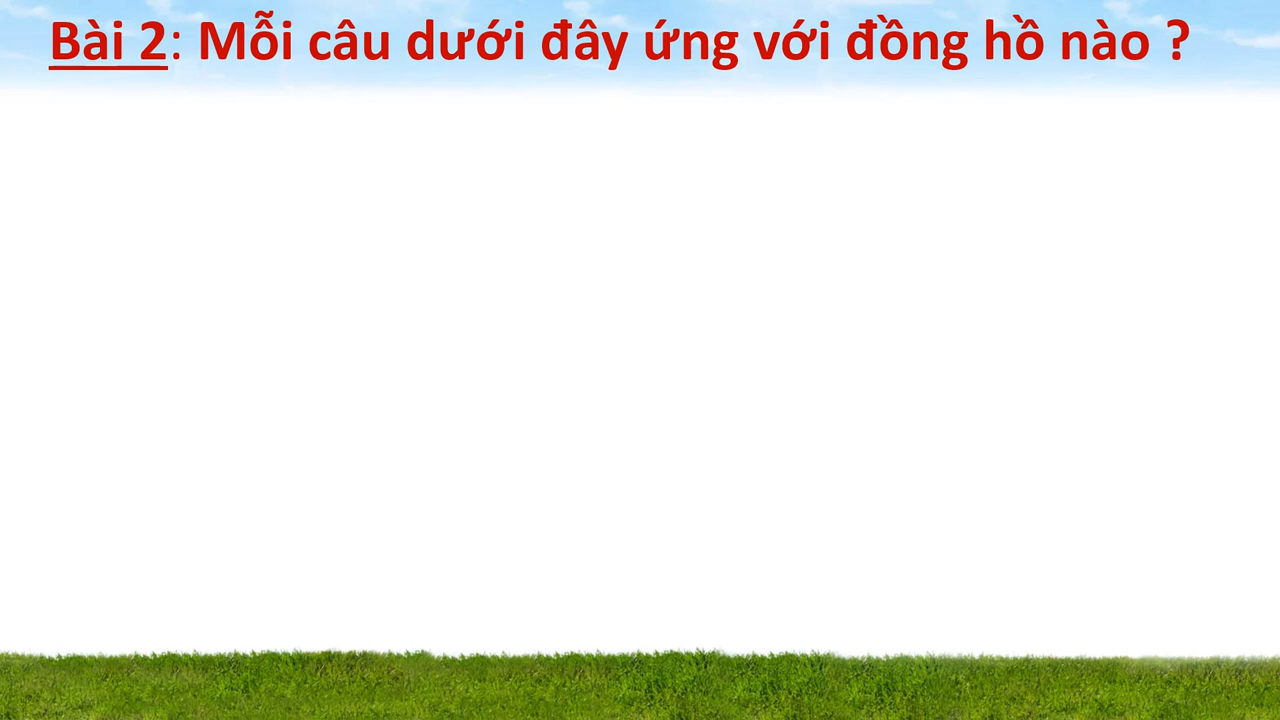 Bài 2: Mỗi câu dưới đây ứng với đồng hồ nào ?